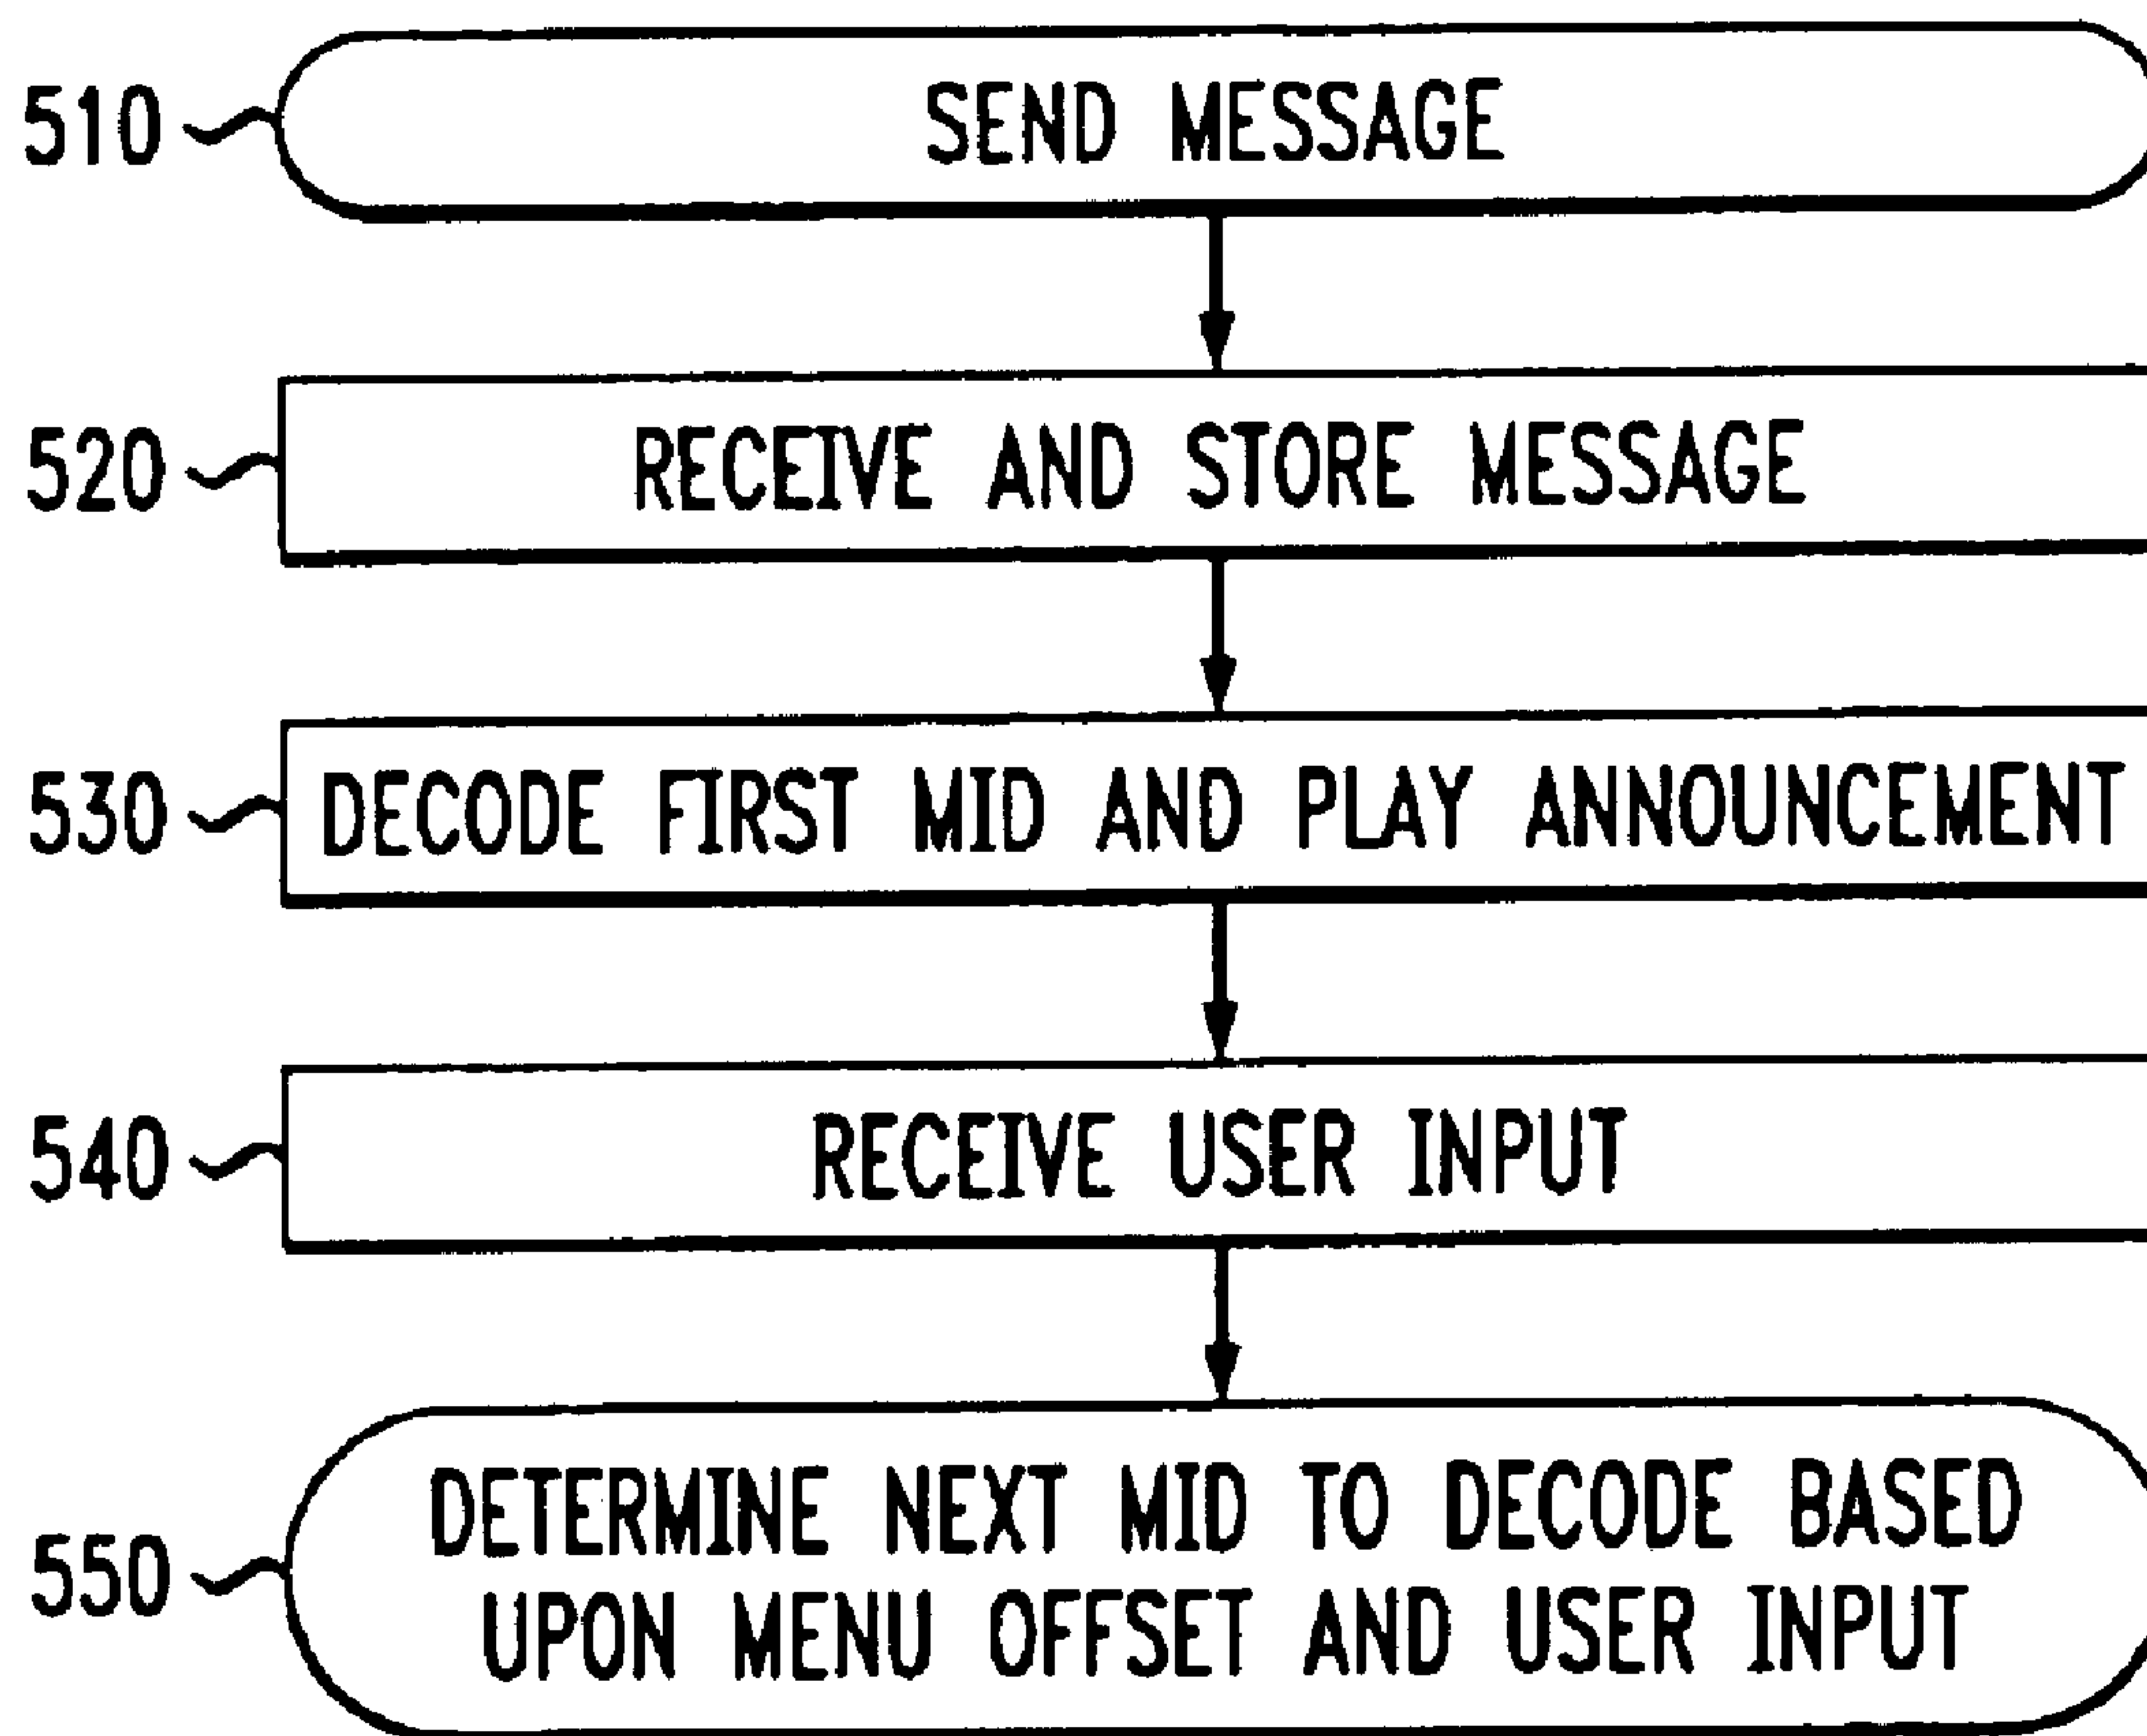 510 SEND MESSAGE
520 RECEIVE AND STORE MESSAGE
530 DECODE FIRST MID AND PLAY ANNOUNCEMENT
540 RECEIVE USER INPUT
DETERMINE NEXT MID TO DECODE BASED
550
UPON MENU OFFSET AND USER INPUT